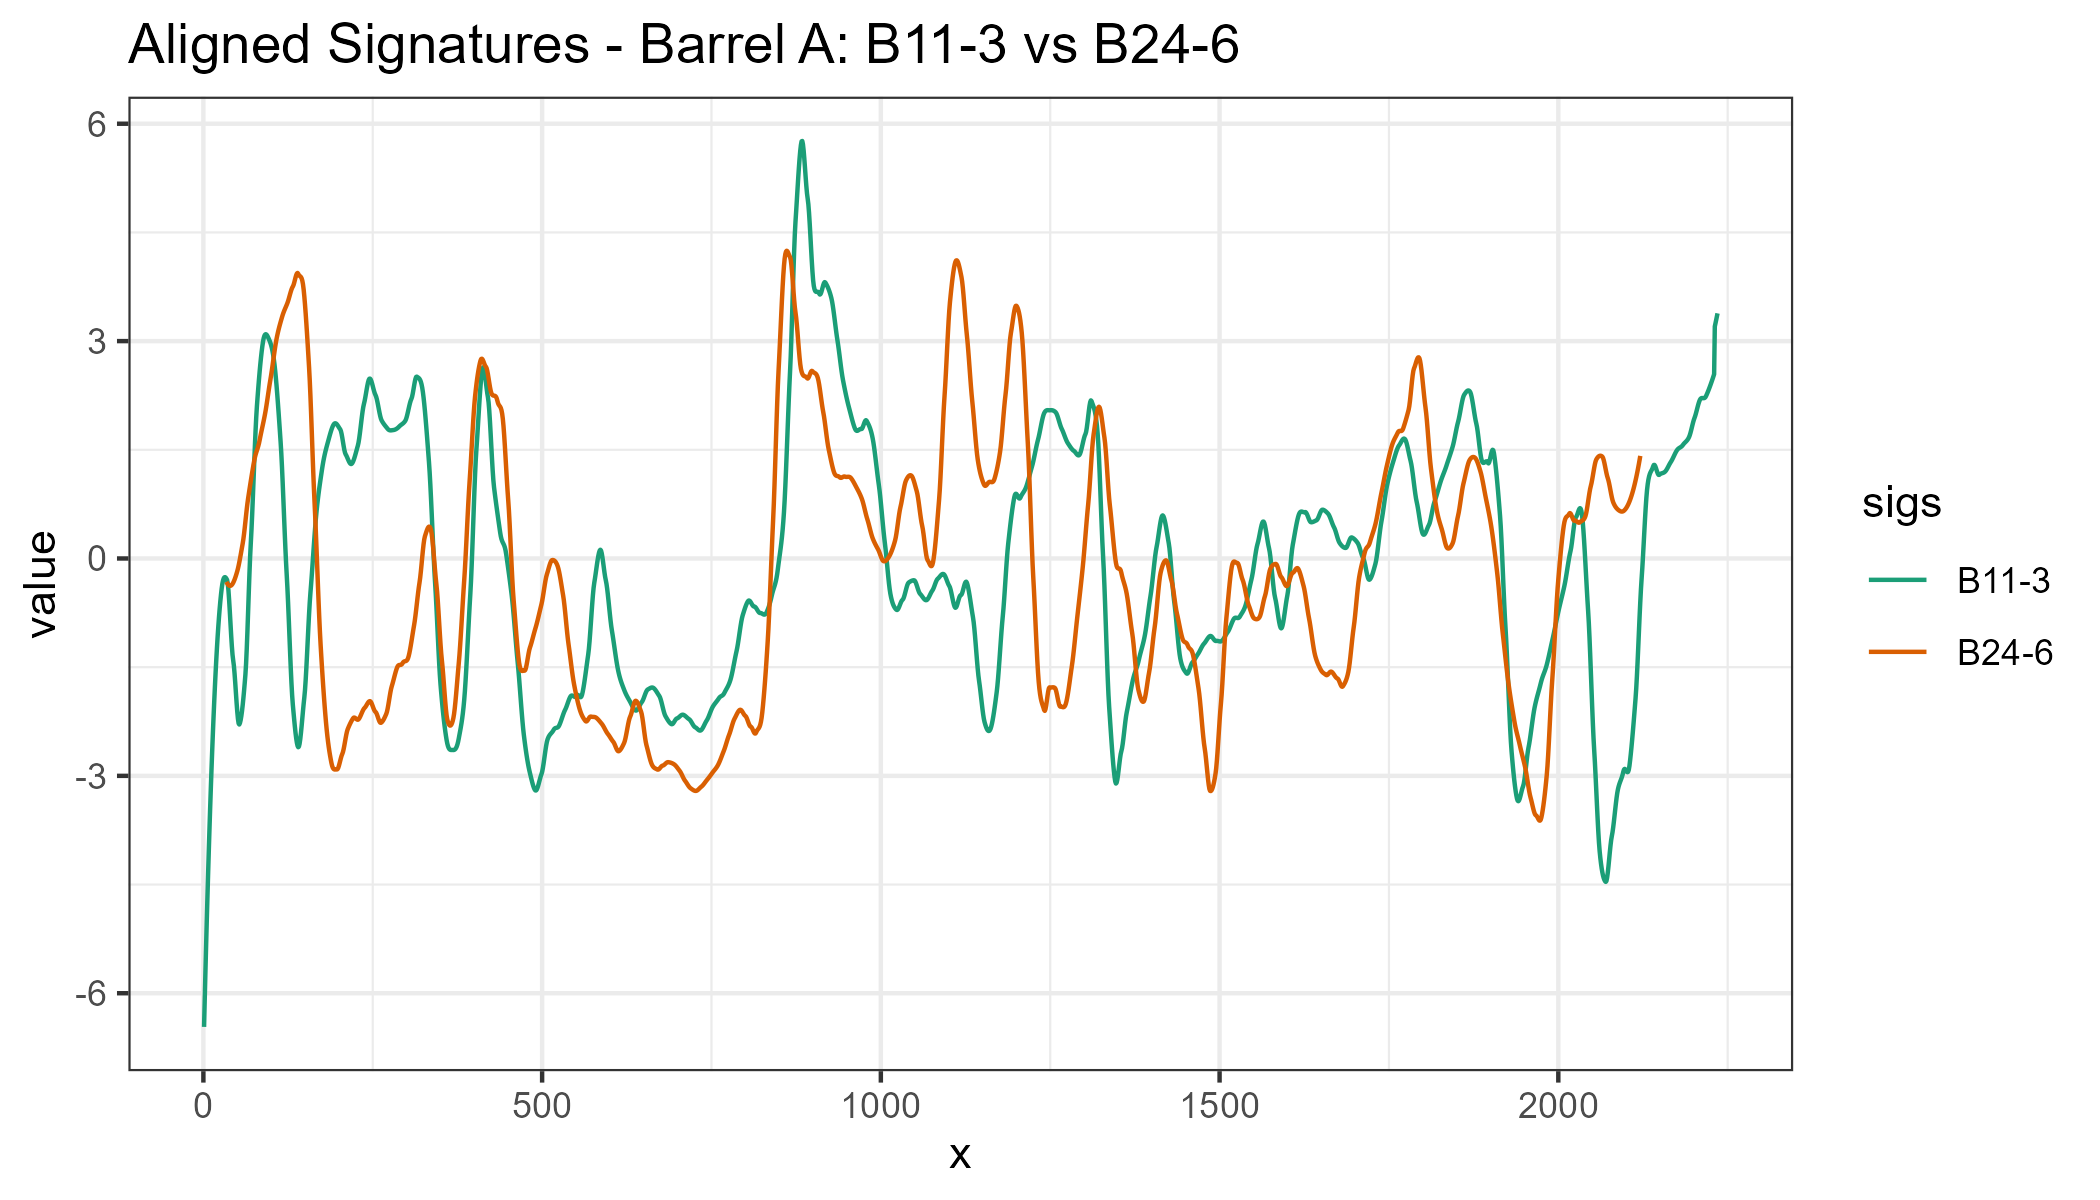 Aligned Signatures - Barrel A: B11-3 vs B24-6
6
3
0
-3
-6
value
0 500 1000 1500 2000
x
sigs
B11-3
B24-6